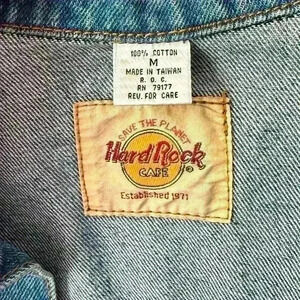 100% COTTON
M
MADE IN TAIWAN
R. O. C.
RN 79177
REV. FOR CARE
SAVE THE PLANET
Hard Rock
CAFE
®
Established 1971